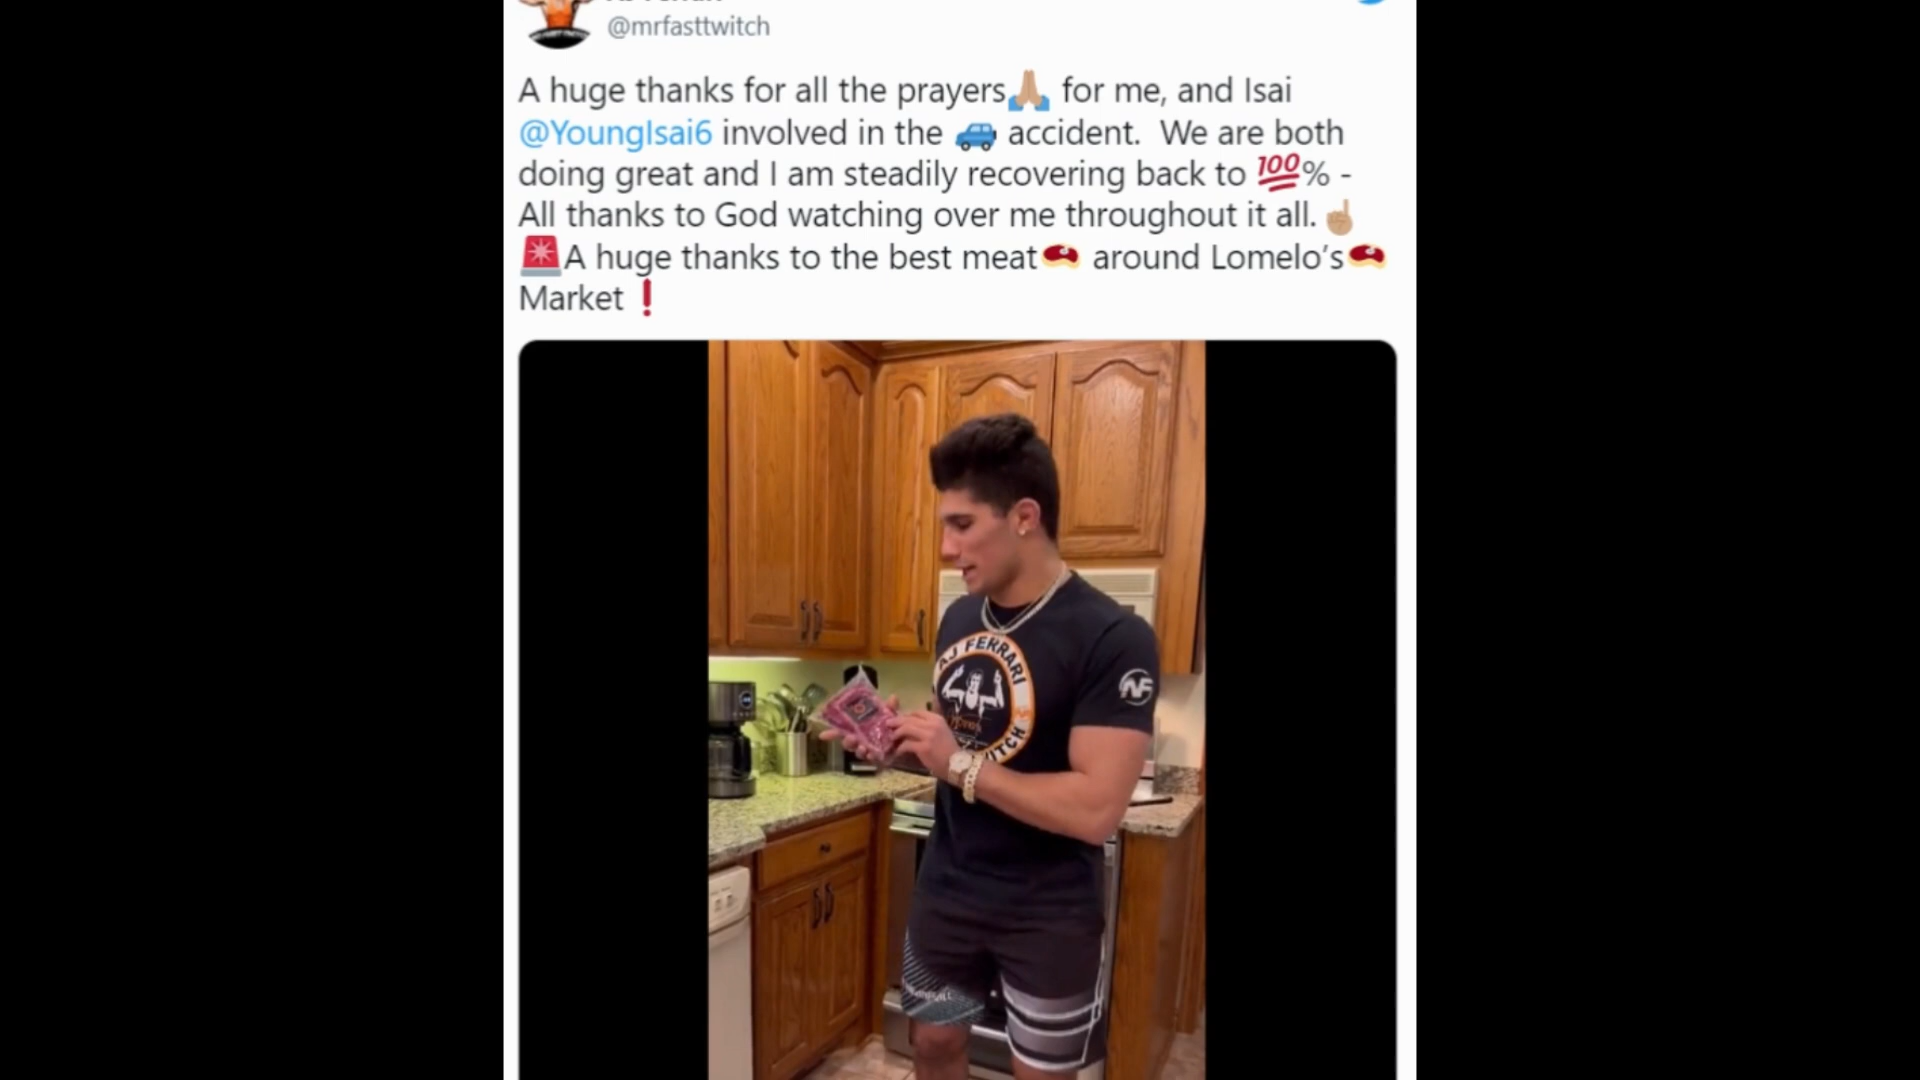 @mrfasttwitch
A huge thanks for all the prayers🙏🏼 for me, and Isai
@YoungIsai6 involved in the 🚙 accident.  We are both
doing great and I am steadily recovering back to 💯% -
All thanks to God watching over me throughout it all.☝🏼
🚨A huge thanks to the best meat🥩 around Lomelo’s🥩
Market❗
AJ FERRARI